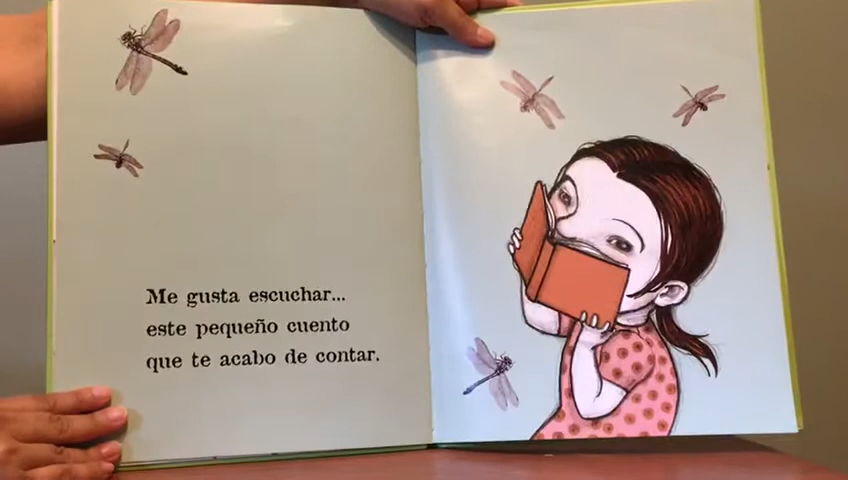 Me gusta escuchar...
este pequeño cuento
que te acabo de contar.